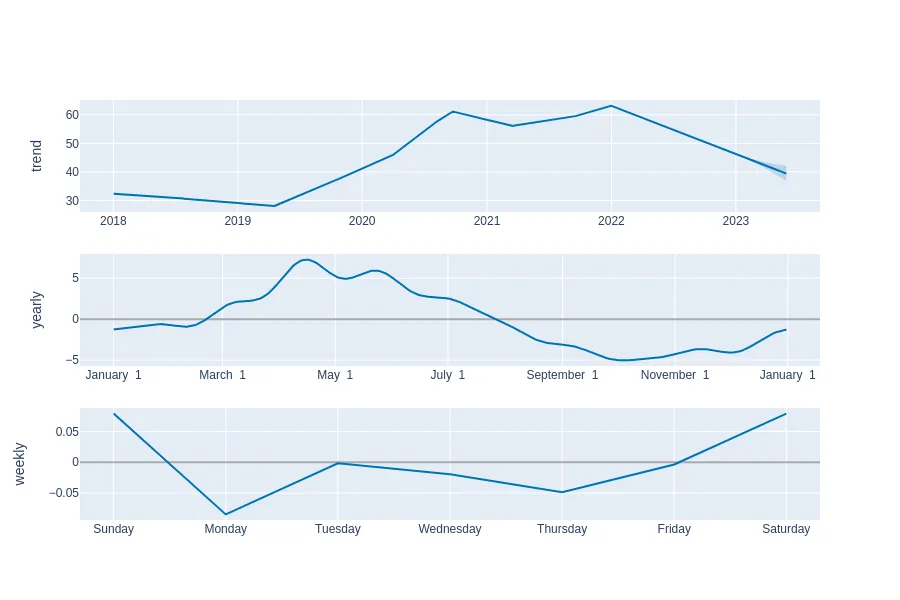 trend
60
50
40
30
2018 2019 2020 2021 2022 2023
yearly
5
0
−5
January 1 March 1 May 1 July 1 September 1 November 1 January 1
weekly
0.05
0
−0.05
Sunday Monday Tuesday Wednesday Thursday Friday Saturday